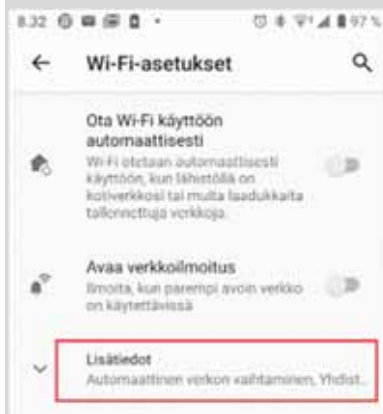 8.32 97 %
Wi-Fi-asetukset
Ota Wi-Fi käyttöön
automaattisesti
Wi-Fi otetaan automaattisesti
käyttöön, kun lähistöllä on
kotiverkkosi tai muita laadukkaita
tallennettuja verkkoja.
Avaa verkkoilmoitus
Ilmoita, kun parempi avoin verkko
on käytettävissä
Lisätiedot
Automaattinen verkon vaihtaminen, Yhdist..